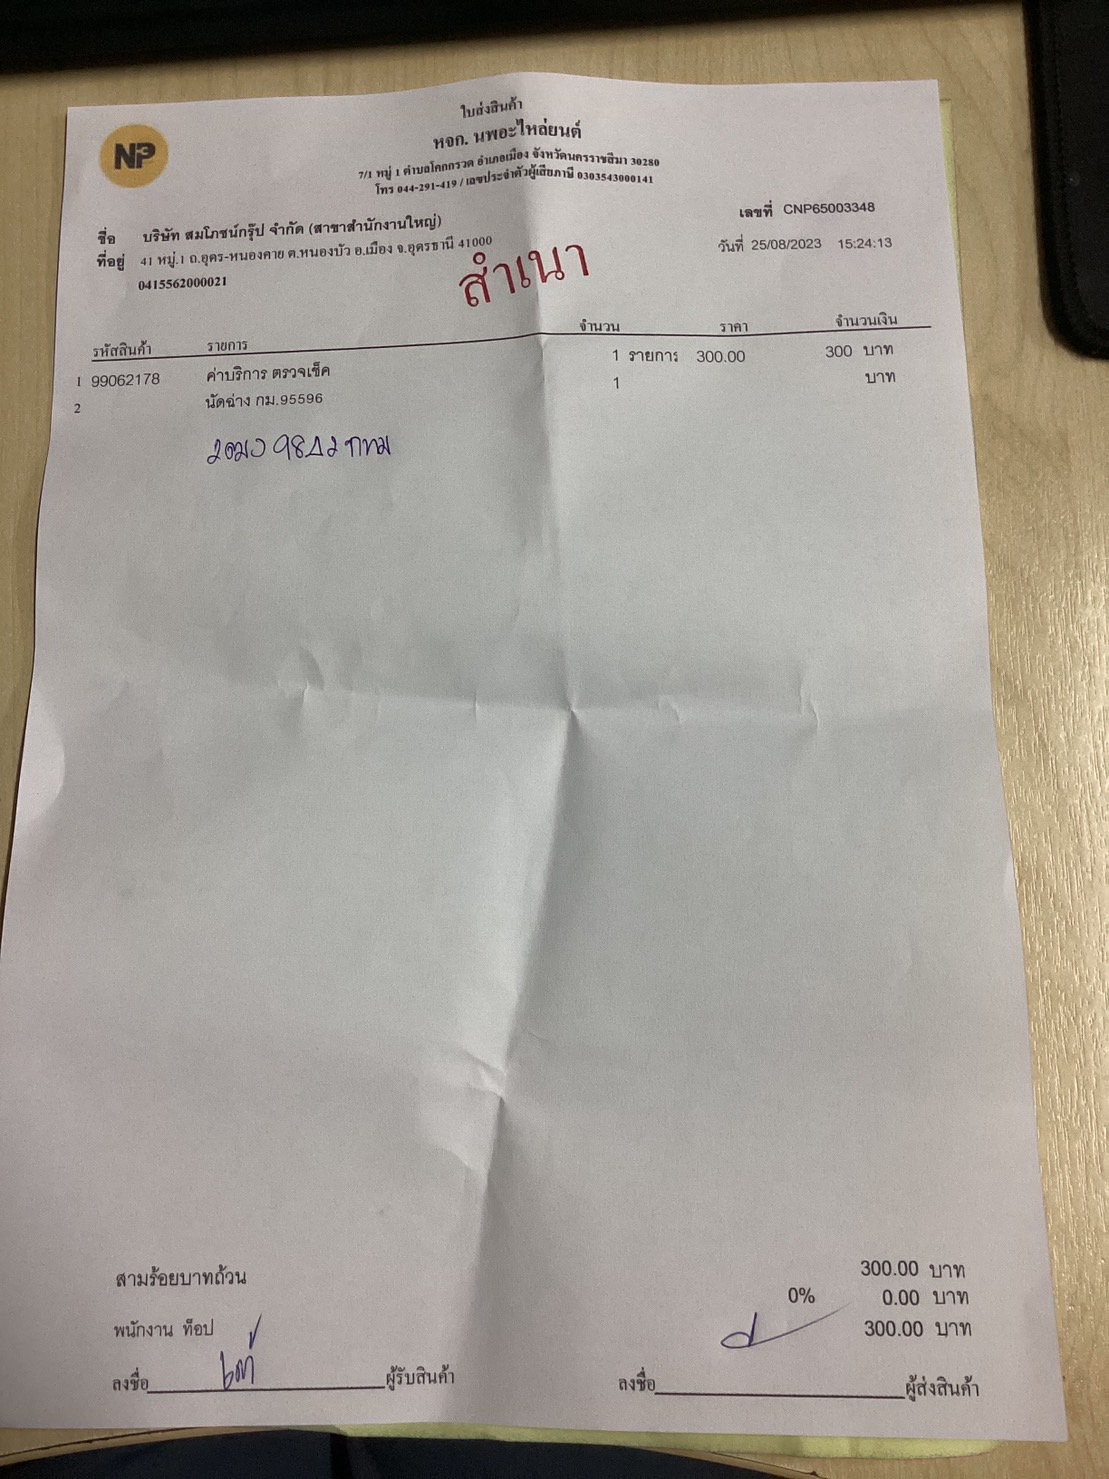 NP
ใบส่งสินค้า
หจก. นพอะไหล่ยนต์
7/1 หมู่ 1 ตำบลโคกกรวด อำเภอเมือง จังหวัดนครราชสีมา 30280
โทร 044-291-419 / เลขประจำตัวผู้เสียภาษี 0303543000141
เลขที่ CNP65003348
วันที่ 25/08/2023 15:24:13
ชื่อ บริษัท สมโภชน์กรุ๊ป จำกัด (สาขาสำนักงานใหญ่)
ที่อยู่ 41 หมู่.1 ถ.อุดร-หนองคาย ต.หนองบัว อ.เมือง จ.อุดรธานี 41000
0415562000021
สำเนา
รหัสสินค้า รายการ จำนวน ราคา จำนวนเงิน
1 99062178 ค่าบริการ ตรวจเช็ค 1 รายการ 300.00 300 บาท
2 นัดฉ่าง กม.95596 1 บาท
กทม
สามร้อยบาทถ้วน 300.00 บาท
0% 0.00 บาท
พนักงาน ท็อป 300.00 บาท
ลงชื่อ ผู้รับสินค้า ลงชื่อ ผู้ส่งสินค้า